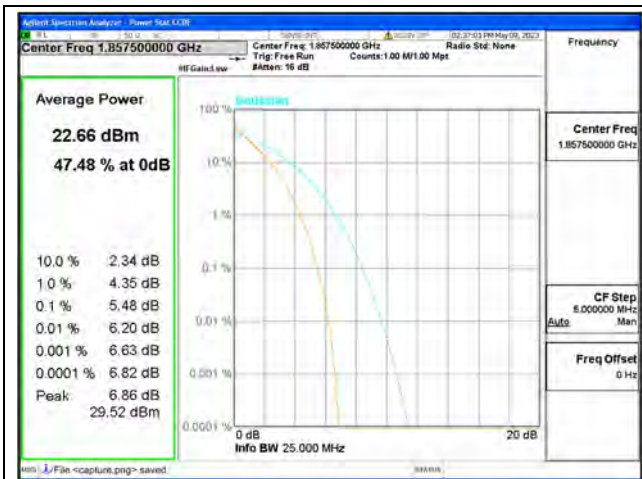 Agilent Spectrum Analyzer - Power Stat CCDF
Center Freq 1.857500000 GHz
02:37:03 PM May 09, 2023
Center Freq: 1.857500000 GHz
Radio Std: None
Trig: Free Run
Counts:1.00 M/1.00 Mpt
#IFGain:Low
#Atten: 16 dB
Frequency
Average Power
22.66 dBm
47.48 % at 0dB
10.0 % 2.34 dB
1.0 % 4.35 dB
0.1 % 5.48 dB
0.01 % 6.20 dB
0.001 % 6.63 dB
0.0001 % 6.82 dB
Peak 6.86 dB
29.52 dBm
Gaussian
100 %
10 %
1 %
0.1 %
0.01 %
0.001 %
0.0001 %
0 dB
20 dB
Info BW 25.000 MHz
Center Freq
1.857500000 GHz
CF Step
5.000000 MHz
Auto Man
Freq Offset
0 Hz
MSG File <capture.png> saved
STATUS